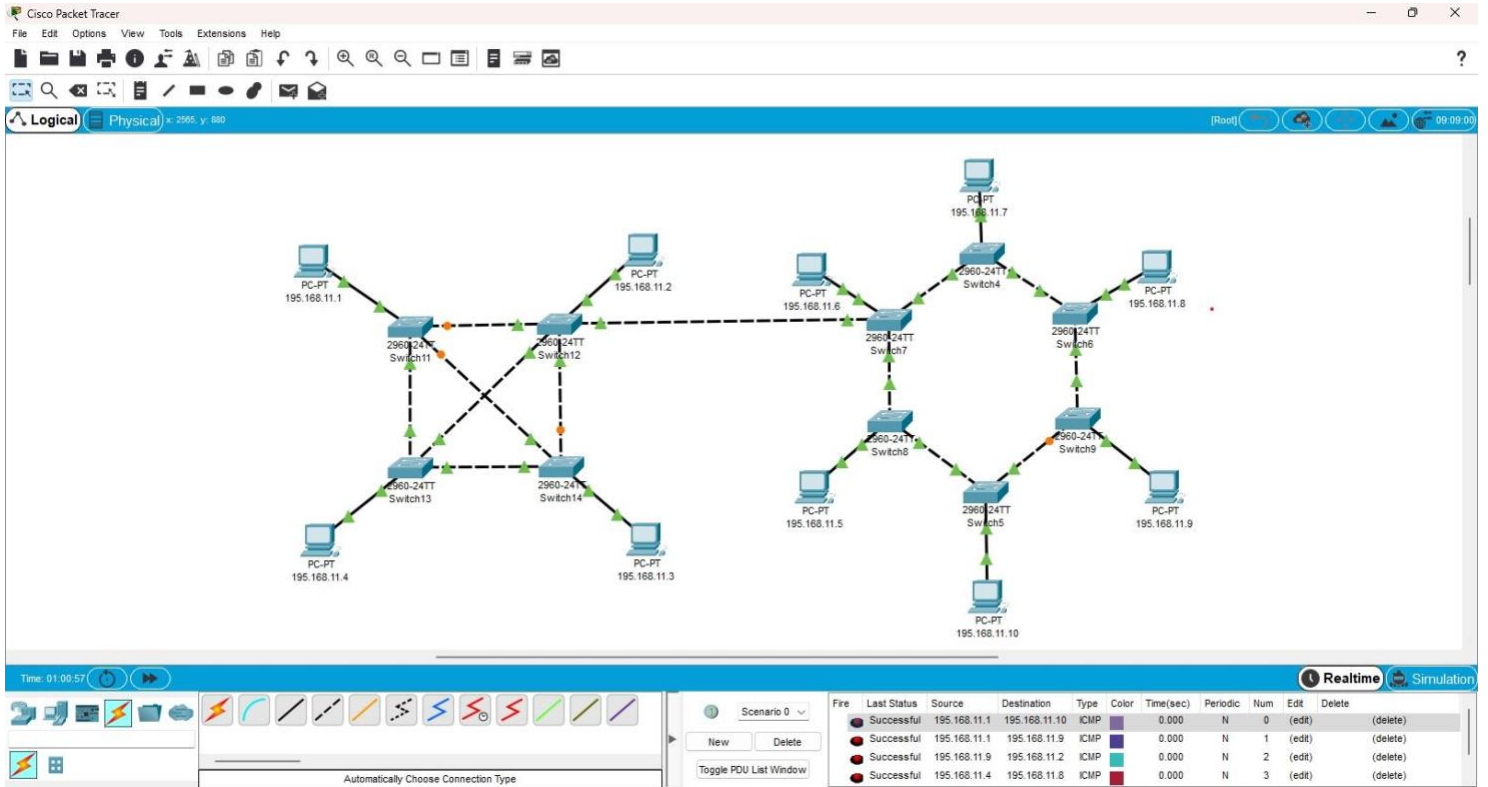 Cisco Packet Tracer
File Edit Options View Tools Extensions Help
?
Logical Physical x: 2565, y: 880 [Root] 09:09:00
PC-PT
195.168.11.7
PC-PT
195.168.11.1
PC-PT
195.168.11.2
PC-PT
195.168.11.6
2960-24TT
Switch4
PC-PT
195.168.11.8
2960-24TT
Switch11
2960-24TT
Switch12
2960-24TT
Switch7
2960-24TT
Switch6
2960-24TT
Switch8
2960-24TT
Switch9
2960-24TT
Switch13
2960-24TT
Switch14
PC-PT
195.168.11.5
2960-24TT
Switch5
PC-PT
195.168.11.9
PC-PT
195.168.11.4
PC-PT
195.168.11.3
PC-PT
195.168.11.10
Time: 01:00:57 Realtime Simulation
Scenario 0
New Delete
Toggle PDU List Window
Automatically Choose Connection Type
Fire Last Status Source Destination Type Color Time(sec) Periodic Num Edit Delete
Successful 195.168.11.1 195.168.11.10 ICMP 0.000 N 0 (edit) (delete)
Successful 195.168.11.1 195.168.11.9 ICMP 0.000 N 1 (edit) (delete)
Successful 195.168.11.9 195.168.11.2 ICMP 0.000 N 2 (edit) (delete)
Successful 195.168.11.4 195.168.11.8 ICMP 0.000 N 3 (edit) (delete)